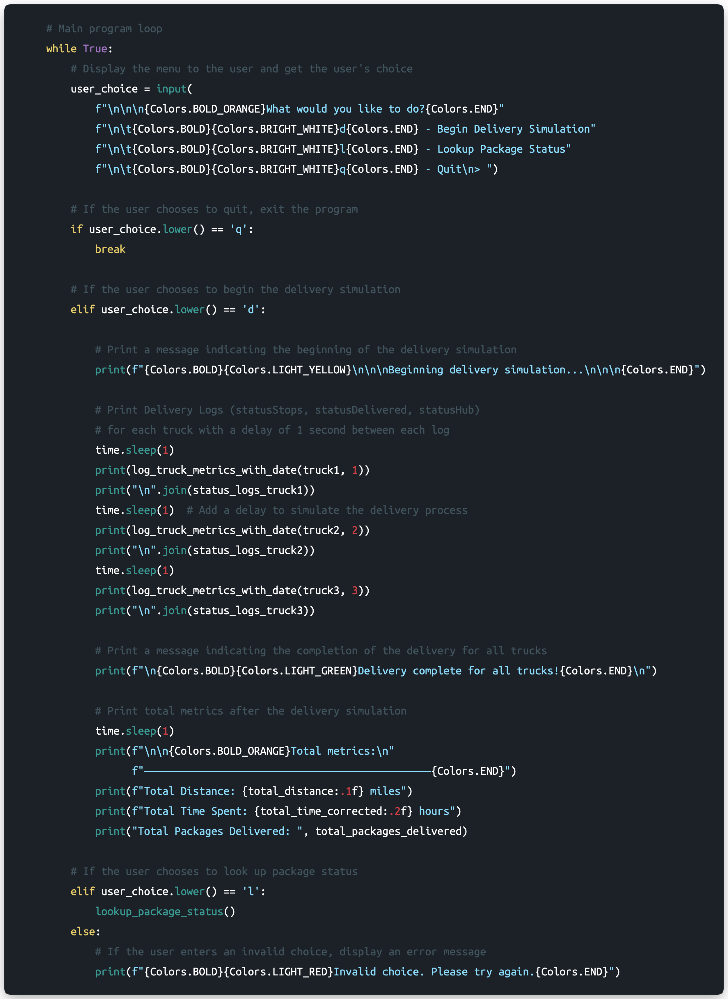 # Main program loop
while True:
    # Display the menu to the user and get the user's choice
    user_choice = input(
        f"\n\n\n{Colors.BOLD_ORANGE}What would you like to do?{Colors.END}"
        f"\n\t{Colors.BOLD}{Colors.BRIGHT_WHITE}d{Colors.END} - Begin Delivery Simulation"
        f"\n\t{Colors.BOLD}{Colors.BRIGHT_WHITE}l{Colors.END} - Lookup Package Status"
        f"\n\t{Colors.BOLD}{Colors.BRIGHT_WHITE}q{Colors.END} - Quit\n> ")

    # If the user chooses to quit, exit the program
    if user_choice.lower() == 'q':
        break

    # If the user chooses to begin the delivery simulation
    elif user_choice.lower() == 'd':

        # Print a message indicating the beginning of the delivery simulation
        print(f"{Colors.BOLD}{Colors.LIGHT_YELLOW}\n\n\nBeginning delivery simulation...\n\n\n{Colors.END}")

        # Print Delivery Logs (statusStops, statusDelivered, statusHub)
        # for each truck with a delay of 1 second between each log
        time.sleep(1)
        print(log_truck_metrics_with_date(truck1, 1))
        print("\n".join(status_logs_truck1))
        time.sleep(1)  # Add a delay to simulate the delivery process
        print(log_truck_metrics_with_date(truck2, 2))
        print("\n".join(status_logs_truck2))
        time.sleep(1)
        print(log_truck_metrics_with_date(truck3, 3))
        print("\n".join(status_logs_truck3))

        # Print a message indicating the completion of the delivery for all trucks
        print(f"\n{Colors.BOLD}{Colors.LIGHT_GREEN}Delivery complete for all trucks!{Colors.END}\n")

        # Print total metrics after the delivery simulation
        time.sleep(1)
        print(f"\n\n{Colors.BOLD_ORANGE}Total metrics:\n"
              f"───────────────────────────────────────────────{Colors.END}")
        print(f"Total Distance: {total_distance:.1f} miles")
        print(f"Total Time Spent: {total_time_corrected:.2f} hours")
        print("Total Packages Delivered: ", total_packages_delivered)

    # If the user chooses to look up package status
    elif user_choice.lower() == 'l':
        lookup_package_status()
    else:
        # If the user enters an invalid choice, display an error message
        print(f"{Colors.BOLD}{Colors.LIGHT_RED}Invalid choice. Please try again.{Colors.END}")